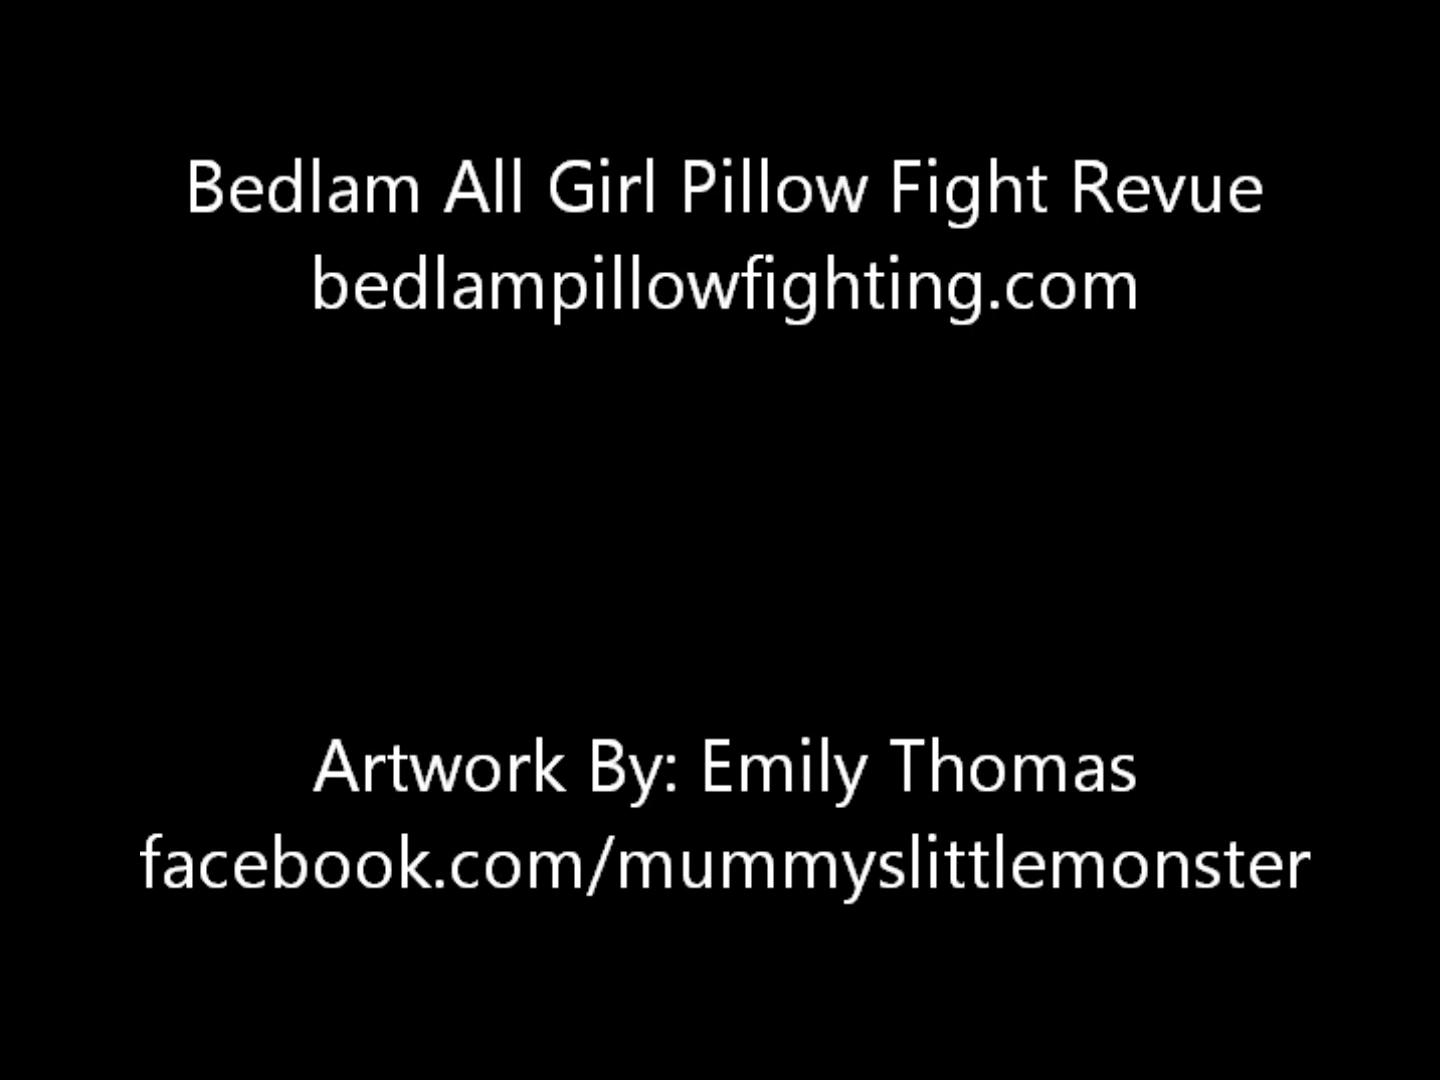 Bedlam All Girl Pillow Fight Revue
bedlampillowfighting.com
Artwork By: Emily Thomas
facebook.com/mummyslittlemonster